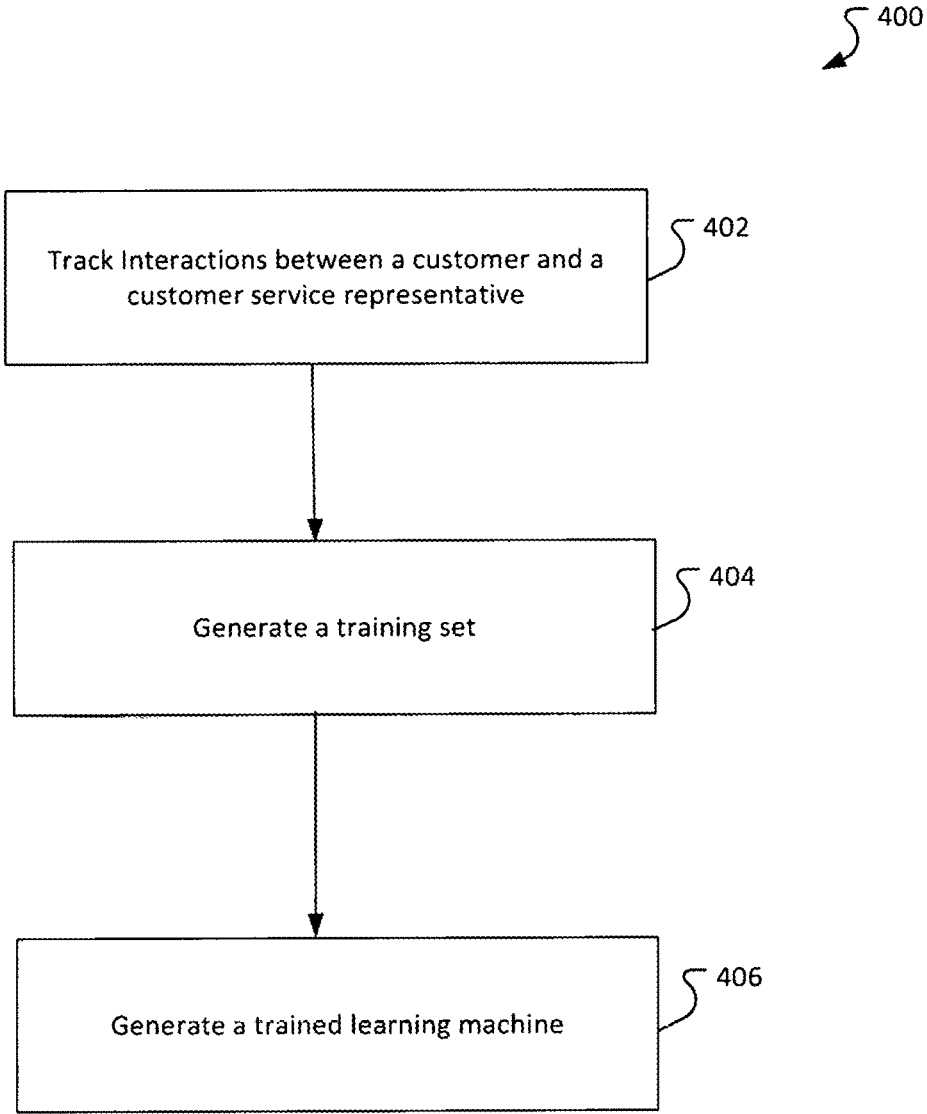 400
Track Interactions between a customer and a
customer service representative
402
Generate a training set
404
Generate a trained learning machine
406